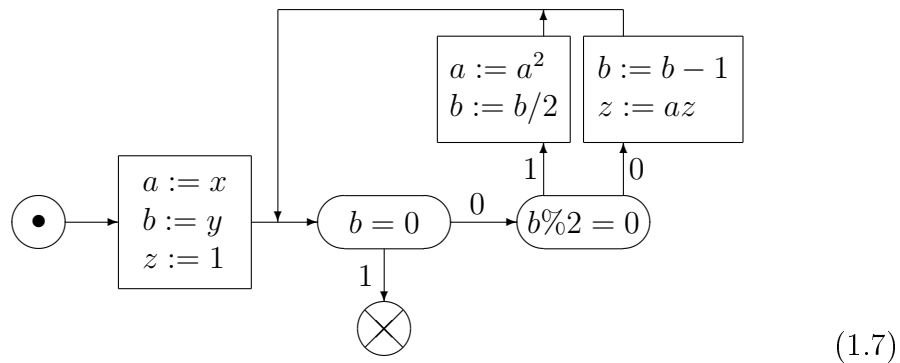 a := a² b := b − 1
b := b/2 z := az
1 0
a := x
b := y
z := 1
b = 0 0 b%2 = 0
1
(1.7)